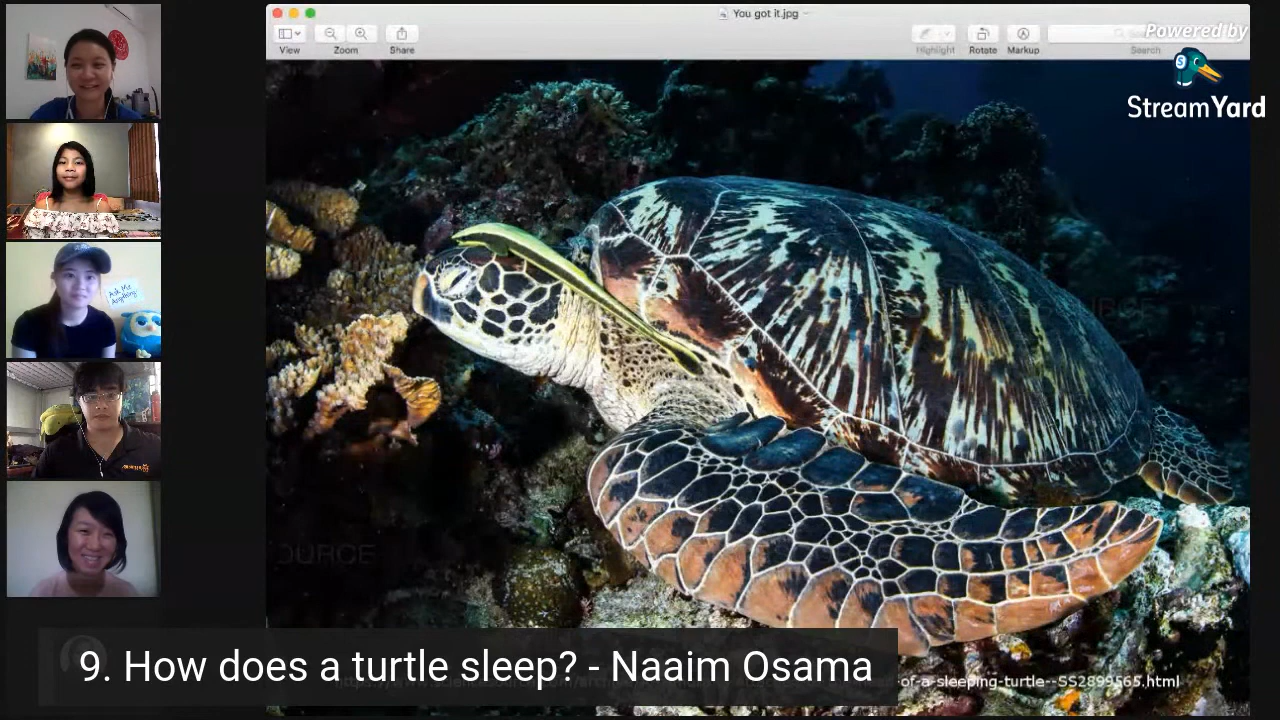 You got it.jpg
View
Zoom
Share
Highlight
Rotate
Markup
Search
Powered by
StreamYard
Ask Me
Anything!
OURCE
9. How does a turtle sleep? - Naaim Osama
of-a-sleeping-turtle--SS2899565.html